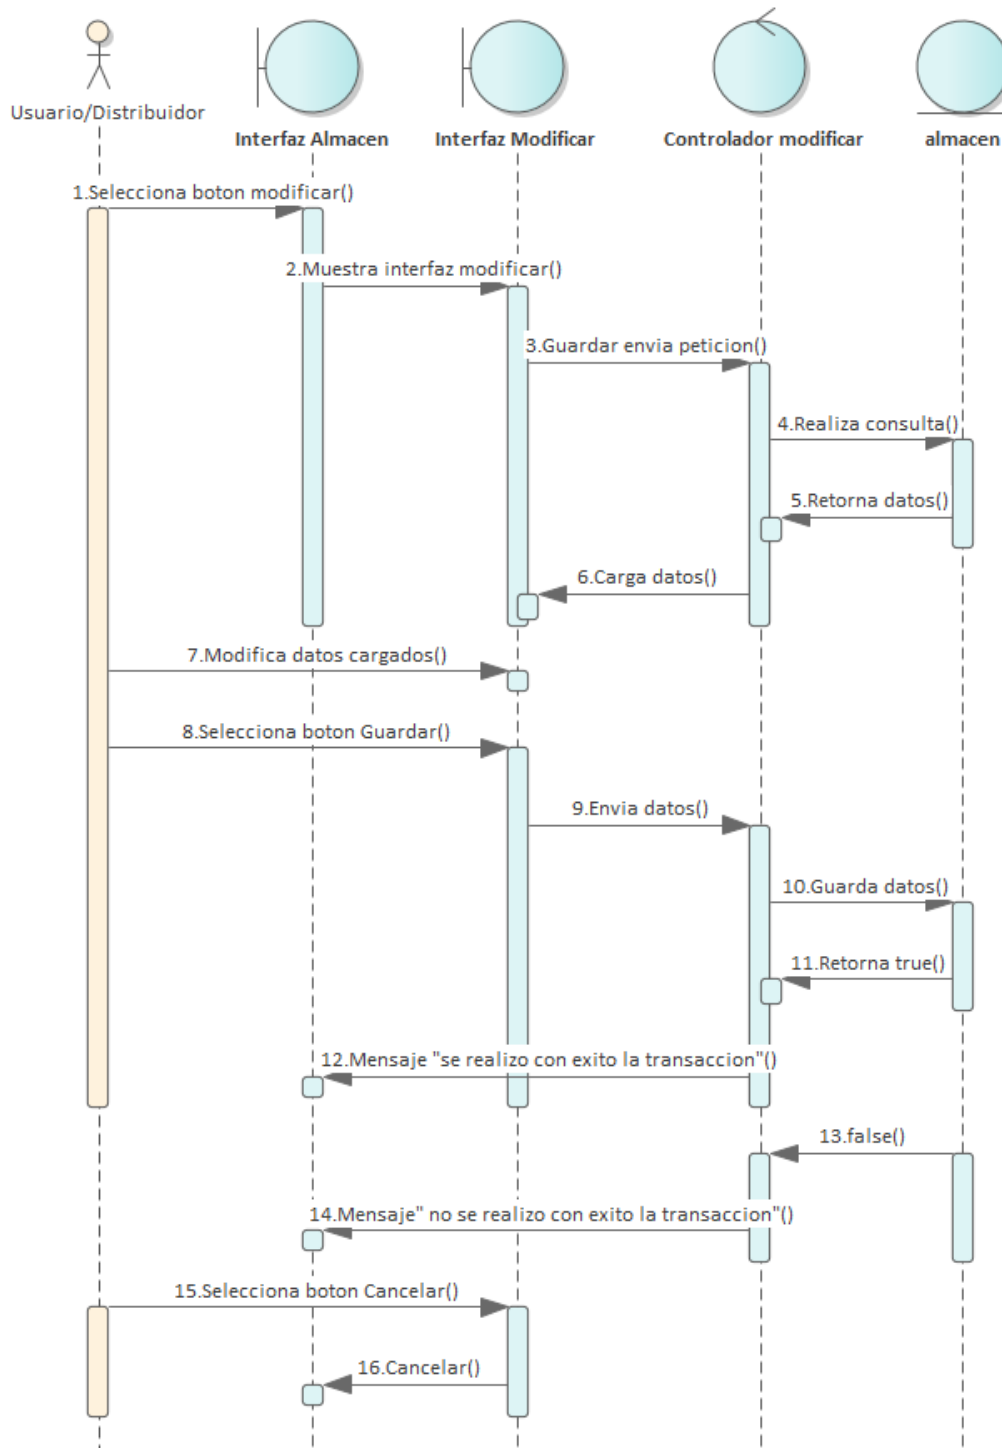 Usuario/Distribuidor
Interfaz Almacen
Interfaz Modificar
Controlador modificar
almacen
1.Selecciona boton modificar()
2.Muestra interfaz modificar()
3.Guardar envia peticion()
4.Realiza consulta()
5.Retorna datos()
6.Carga datos()
7.Modifica datos cargados()
8.Selecciona boton Guardar()
9.Envia datos()
10.Guarda datos()
11.Retorna true()
12.Mensaje "se realizo con exito la transaccion"()
13.false()
14.Mensaje" no se realizo con exito la transaccion"()
15.Selecciona boton Cancelar()
16.Cancelar()